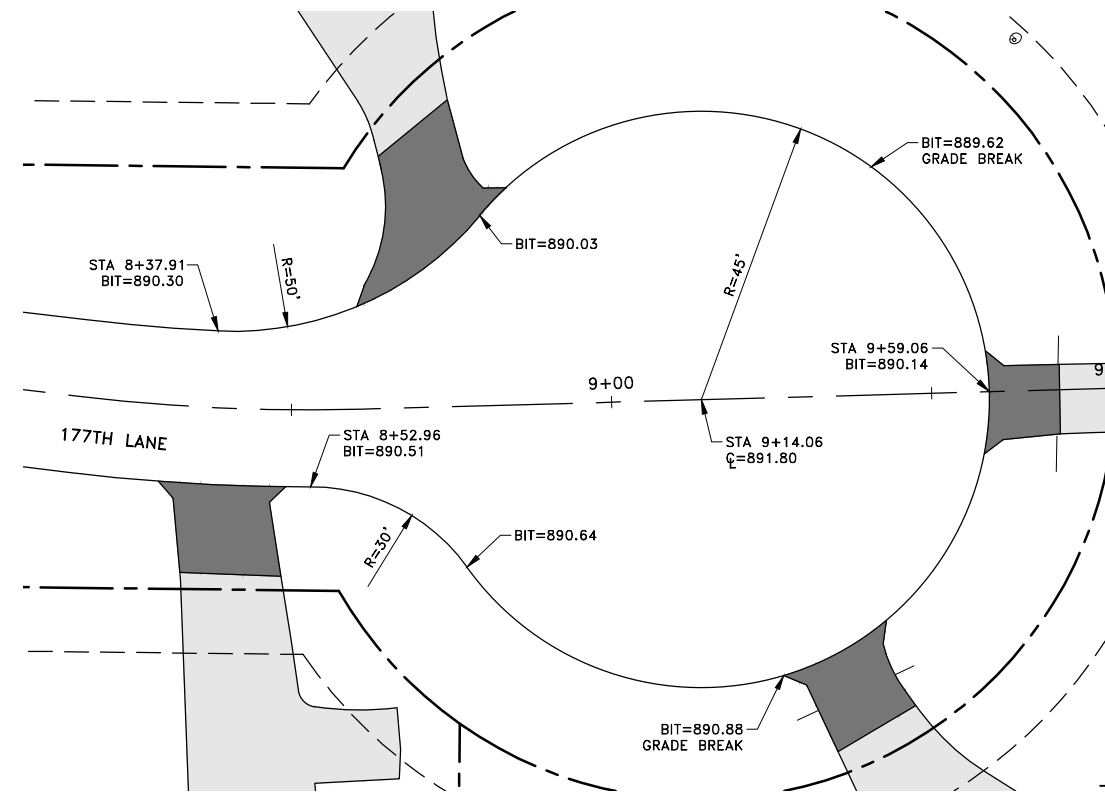 BIT=889.62
GRADE BREAK
BIT=890.03
STA 8+37.91
BIT=890.30
R=50'
R=45'
STA 9+59.06
BIT=890.14
9
9+00
177TH LANE
STA 8+52.96
BIT=890.51
STA 9+14.06
℄=891.80
R=30'
BIT=890.64
BIT=890.88
GRADE BREAK